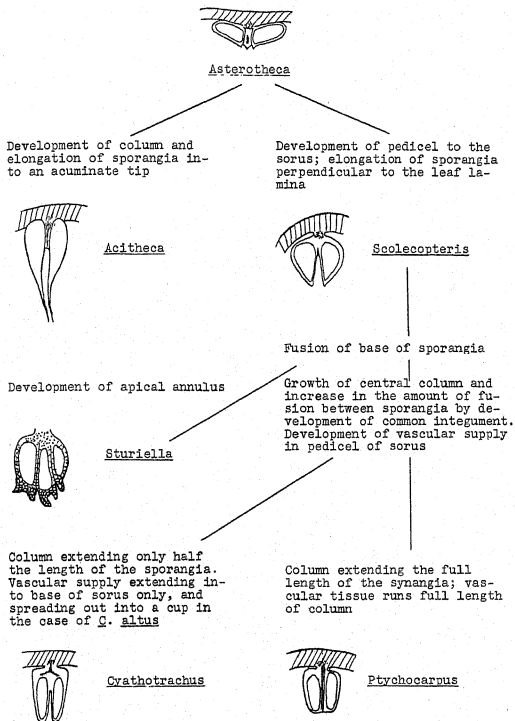 Asterotheca
Development of column and
elongation of sporangia in-
to an acuminate tip
Development of pedicel to the
sorus; elongation of sporangia
perpendicular to the leaf la-
mina
Acitheca
Scolecopteris
Fusion of base of sporangia
Development of apical annulus
Growth of central column and
increase in the amount of fu-
sion between sporangia by de-
velopment of common integument.
Development of vascular supply
in pedicel of sorus
Sturiella
Column extending only half
the length of the sporangia.
Vascular supply extending in-
to base of sorus only, and
spreading out into a cup in
the case of C. altus
Column extending the full
length of the synangia; vas-
cular tissue runs full length
of column
Cyathotrachus
Ptychocarpus